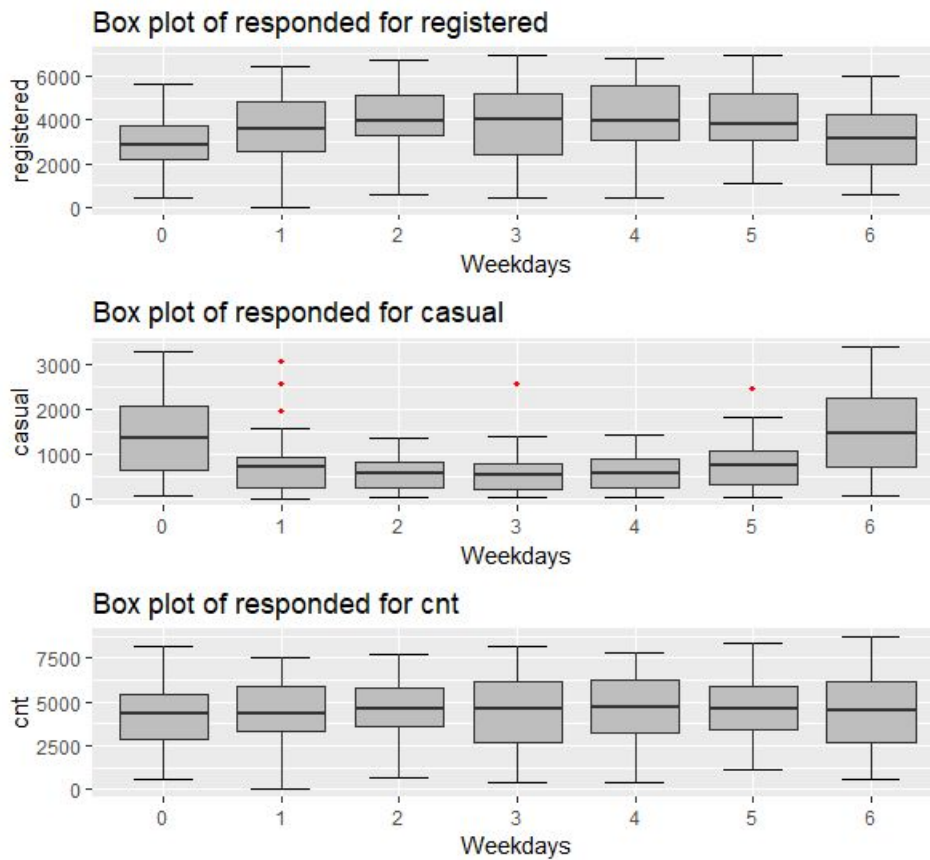 Box plot of responded for registered
registered
6000
4000
2000
0
0 1 2 3 4 5 6
Weekdays
Box plot of responded for casual
casual
3000
2000
1000
0
0 1 2 3 4 5 6
Weekdays
Box plot of responded for cnt
cnt
7500
5000
2500
0
0 1 2 3 4 5 6
Weekdays